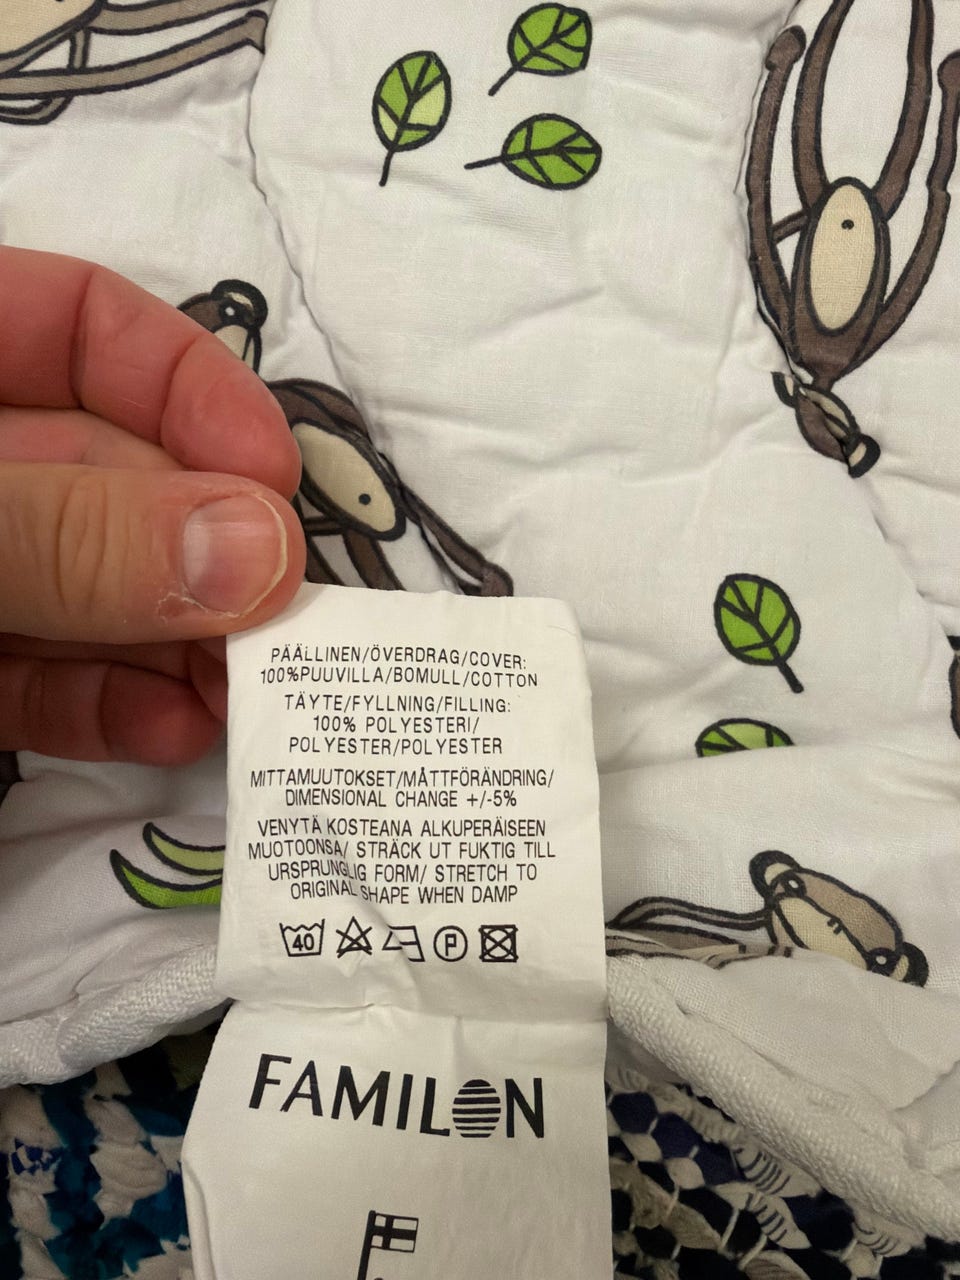 PÄÄLLINEN/ÖVERDRAG/COVER:
100%PUUVILLA/BOMULL/COTTON
TÄYTE/FYLLNING/FILLING:
100% POLYESTERI/
POLYESTER/POLYESTER
MITTAMUUTOKSET/MÅTTFÖRÄNDRING/
DIMENSIONAL CHANGE +/-5%
VENYTÄ KOSTEANA ALKUPERÄISEEN
MUOTOONSA/ STRÄCK UT FUKTIG TILL
URSPRUNGLIG FORM/ STRETCH TO
ORIGINAL SHAPE WHEN DAMP
40 P
FAMILON